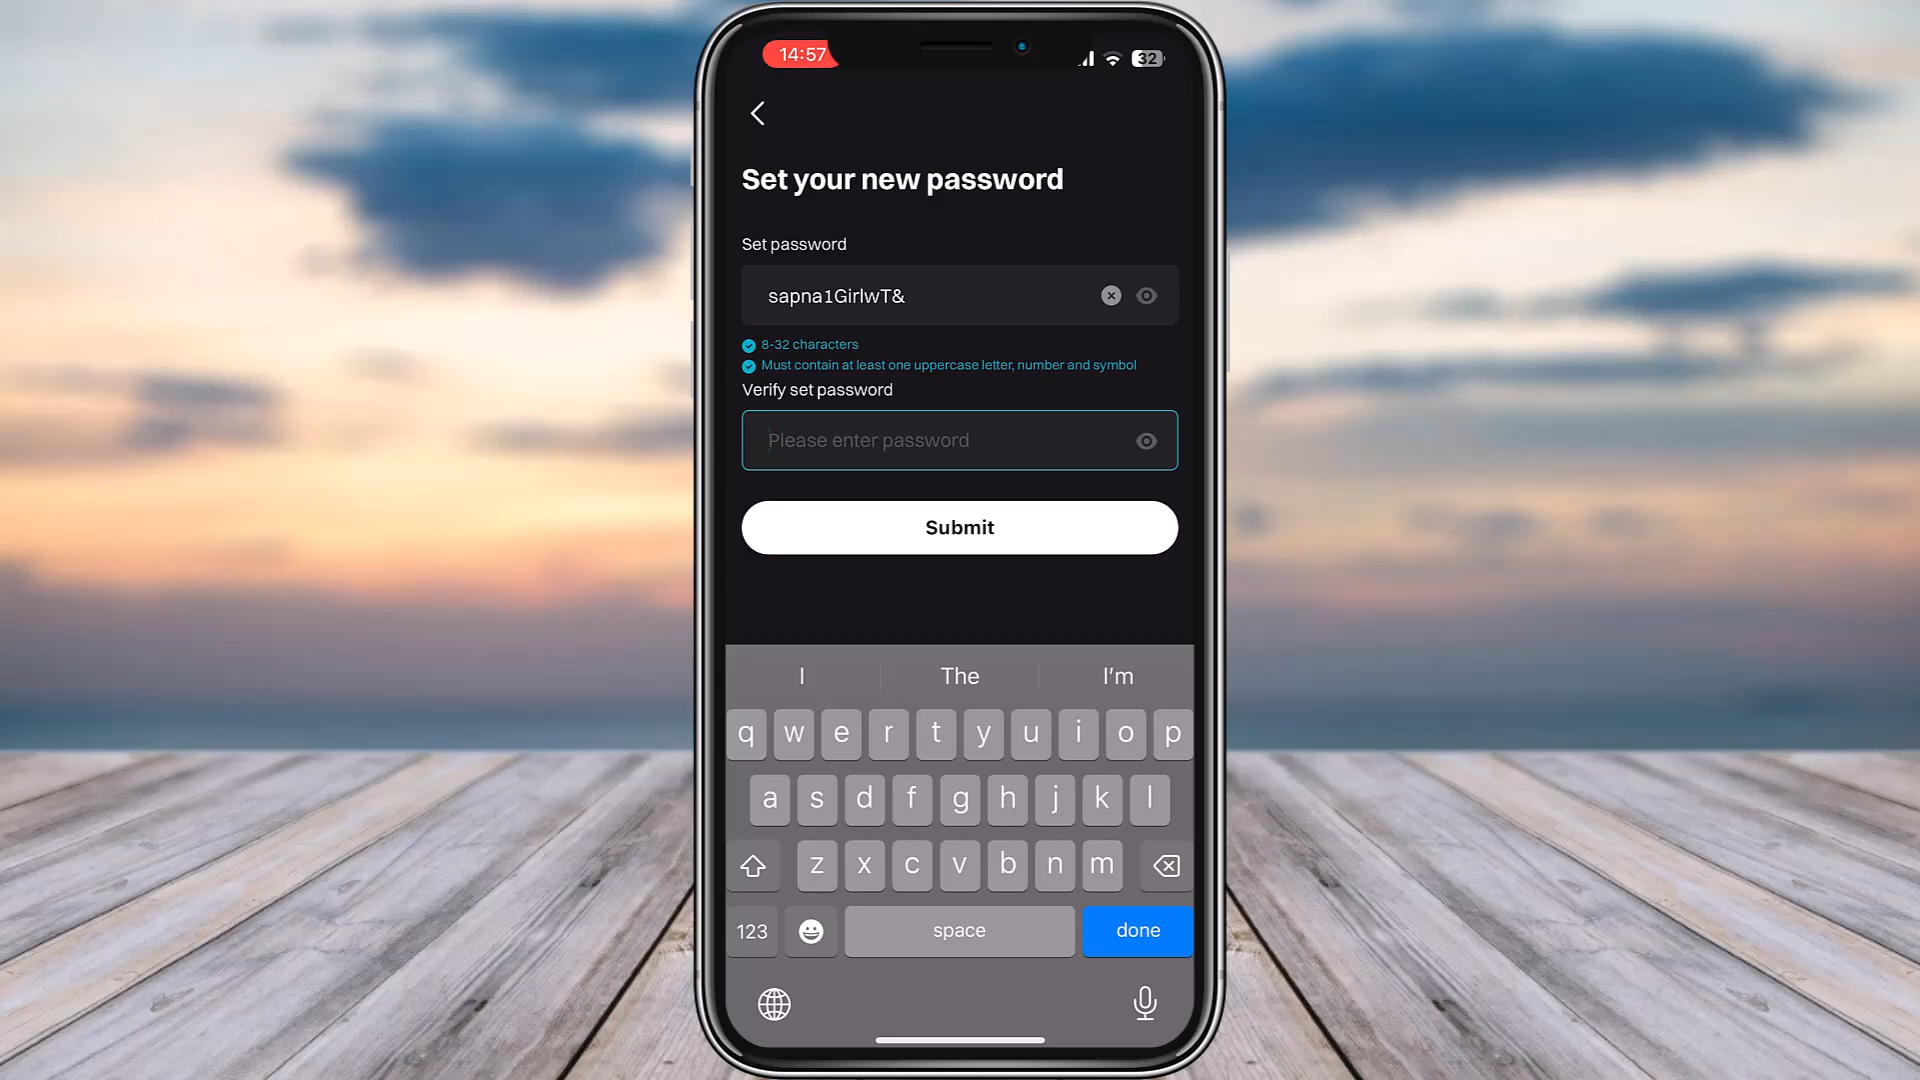 14:57
32
Set your new password
Set password
sapna1GirlwT&
8-32 characters
Must contain at least one uppercase letter, number and symbol
Verify set password
Please enter password
Submit
I The I'm
q w e r t y u i o p
a s d f g h j k l
z x c v b n m
123 space done